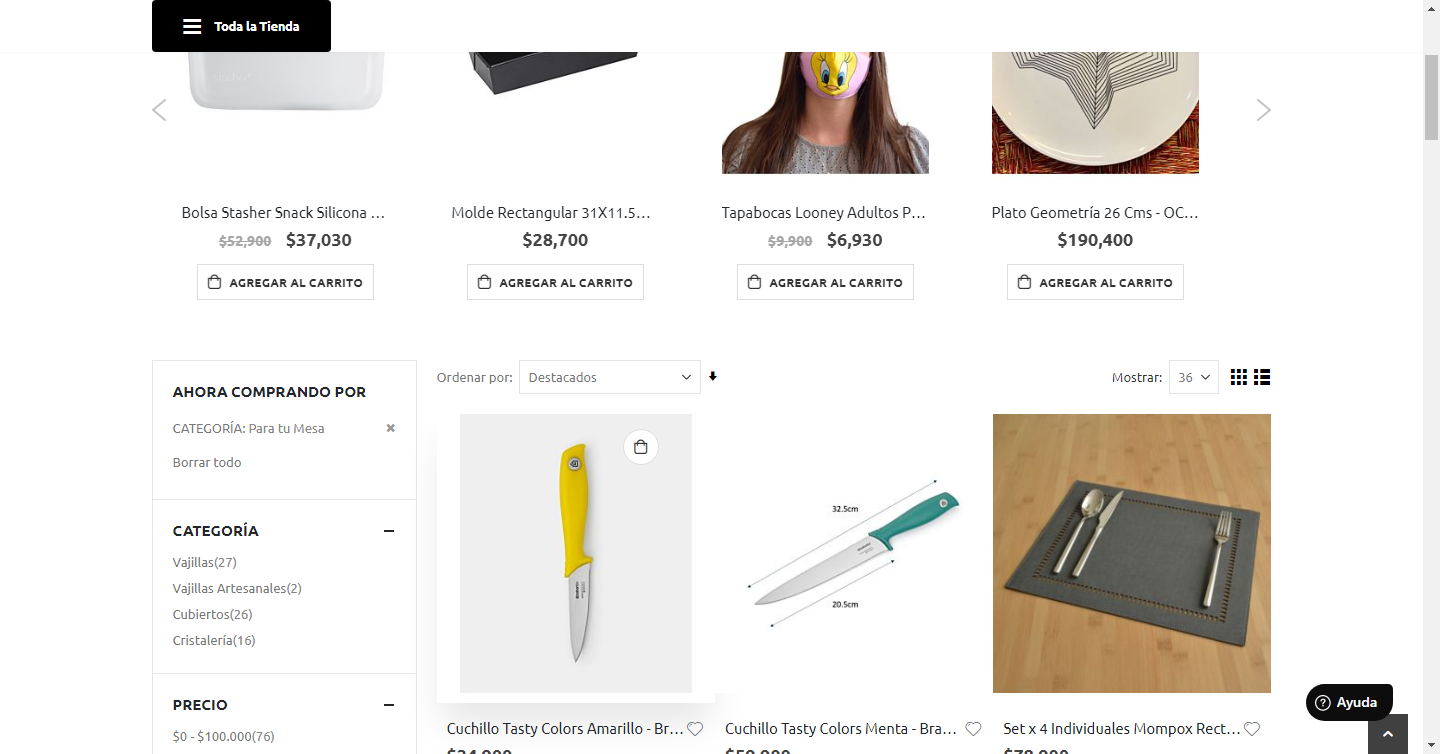 Toda la Tienda
Bolsa Stasher Snack Silicona ...
Molde Rectangular 31X11.5...
Tapabocas Looney Adultos P...
Plato Geometría 26 Cms - OC...
$52,900 $37,030
$28,700
$9,900 $6,930
$190,400
AGREGAR AL CARRITO
AGREGAR AL CARRITO
AGREGAR AL CARRITO
AGREGAR AL CARRITO
AHORA COMPRANDO POR
CATEGORÍA: Para tu Mesa
Borrar todo
CATEGORÍA
Vajillas(27)
Vajillas Artesanales(2)
Cubiertos(26)
Cristalería(16)
PRECIO
$0 - $100.000(76)
Ordenar por: Destacados
Mostrar: 36
32.5cm
20.5cm
Cuchillo Tasty Colors Amarillo - Br...
Cuchillo Tasty Colors Menta - Bra...
Set x 4 Individuales Mompox Rect...
Ayuda